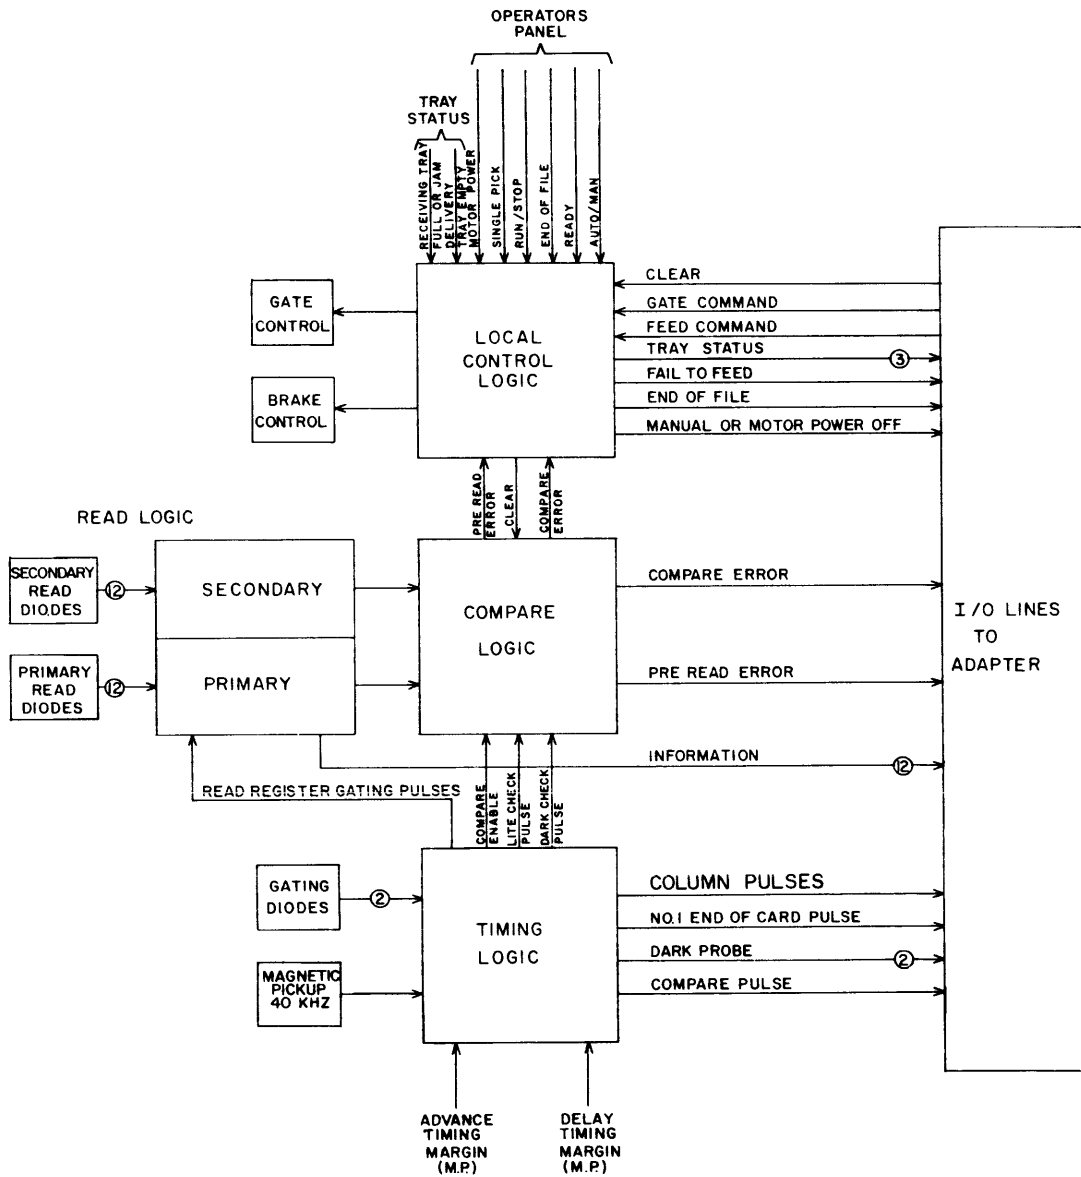 OPERATORS
PANEL
TRAY
STATUS
RECEIVING TRAY
FULL OR JAM
DELIVERY
TRAY EMPTY
MOTOR POWER
SINGLE PICK
RUN/STOP
END OF FILE
READY
AUTO/MAN
GATE
CONTROL
BRAKE
CONTROL
LOCAL
CONTROL
LOGIC
CLEAR
GATE COMMAND
FEED COMMAND
TRAY STATUS
3
FAIL TO FEED
END OF FILE
MANUAL OR MOTOR POWER OFF
PRE READ
ERROR
CLEAR
COMPARE
ERROR
READ LOGIC
SECONDARY
READ
DIODES
12
SECONDARY
PRIMARY
READ
DIODES
12
PRIMARY
COMPARE
LOGIC
COMPARE ERROR
PRE READ ERROR
INFORMATION
12
I/O LINES
TO
ADAPTER
READ REGISTER GATING PULSES
COMPARE
ENABLE
LITE CHECK
PULSE
DARK CHECK
PULSE
GATING
DIODES
2
MAGNETIC
PICKUP
40 KHZ
TIMING
LOGIC
COLUMN PULSES
NO.1 END OF CARD PULSE
DARK PROBE
2
COMPARE PULSE
ADVANCE
TIMING
MARGIN
(M.P.)
DELAY
TIMING
MARGIN
(M.P.)